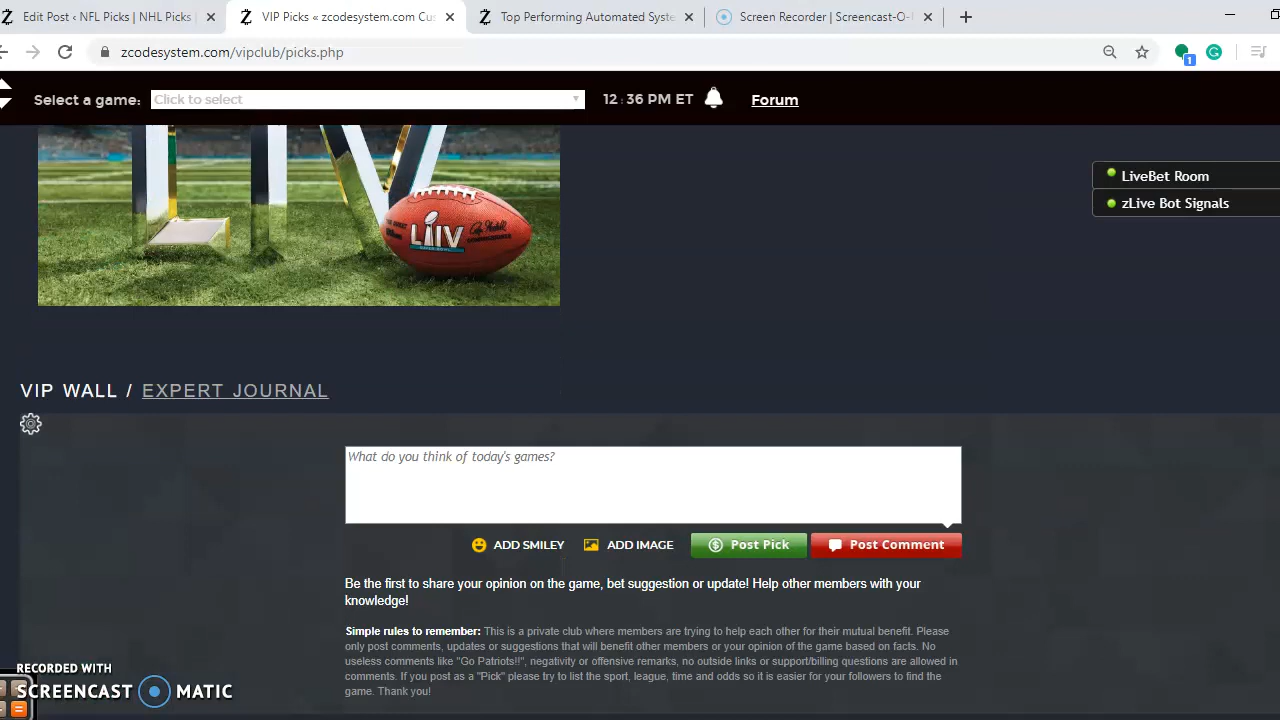 Edit Post ‹ NFL Picks | NHL Picks
VIP Picks « zcodesystem.com Cu
Top Performing Automated Syste
Screen Recorder | Screencast-O-
zcodesystem.com/vipclub/picks.php
1
Select a game:
Click to select
12:36 PM ET
Forum
LiveBet Room
zLive Bot Signals
LIIV
VIP WALL / EXPERT JOURNAL
What do you think of today's games?
ADD SMILEY
ADD IMAGE
Post Pick
Post Comment
Be the first to share your opinion on the game, bet suggestion or update! Help other members with your
knowledge!
Simple rules to remember: This is a private club where members are trying to help each other for their mutual benefit. Please
only post comments, updates or suggestions that will benefit other members or your opinion of the game based on facts. No
useless comments like "Go Patriots!!", negativity or offensive remarks, no outside links or support/billing questions are allowed in
comments. If you post as a "Pick" please try to list the sport, league, time and odds so it is easier for your followers to find the
game. Thank you!
RECORDED WITH
SCREENCAST MATIC